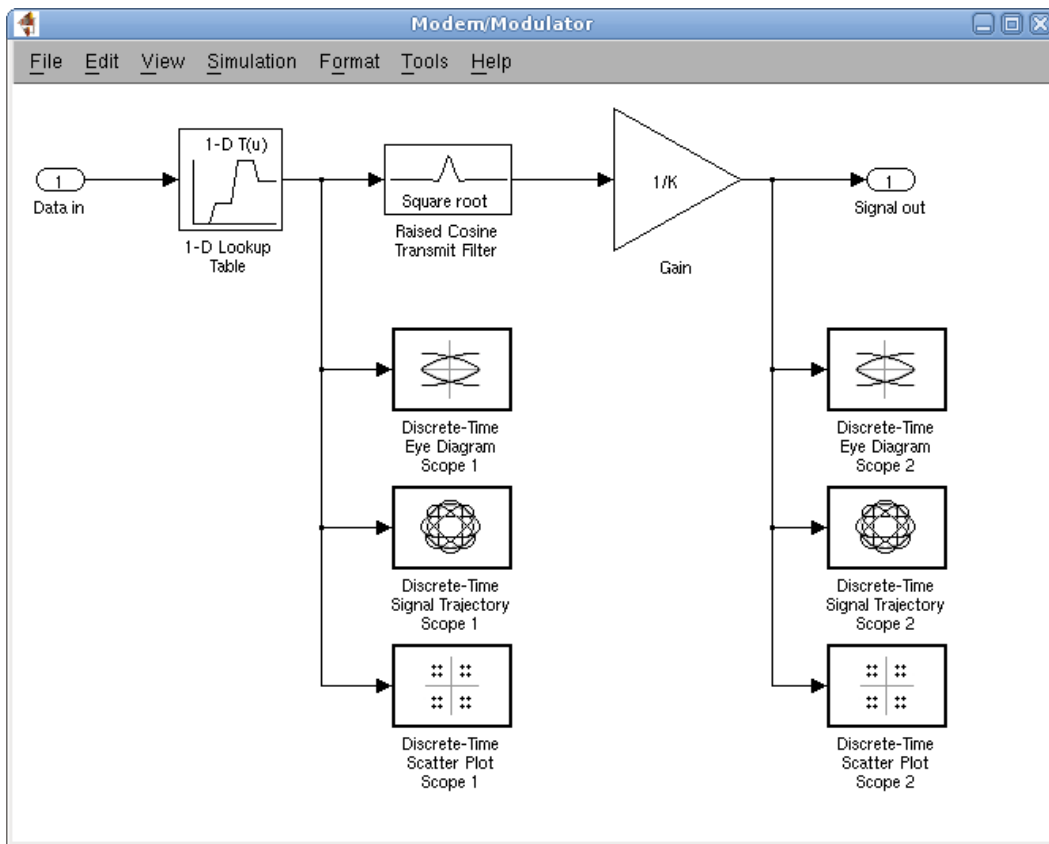 Modem/Modulator
File Edit View Simulation Format Tools Help
1
Data in
1-D T(u)
1-D Lookup
Table
Square root
Raised Cosine
Transmit Filter
1/K
Gain
1
Signal out
Discrete-Time
Eye Diagram
Scope 1
Discrete-Time
Eye Diagram
Scope 2
Discrete-Time
Signal Trajectory
Scope 1
Discrete-Time
Signal Trajectory
Scope 2
Discrete-Time
Scatter Plot
Scope 1
Discrete-Time
Scatter Plot
Scope 2